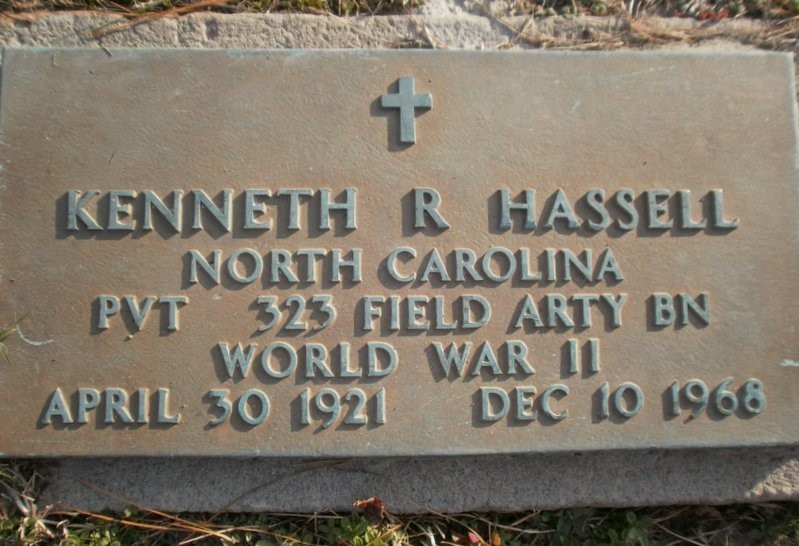 KENNETH R HASSELL
NORTH CAROLINA
PVT 323 FIELD ARTY BN
WORLD WAR II
APRIL 30 1921 DEC 10 1968